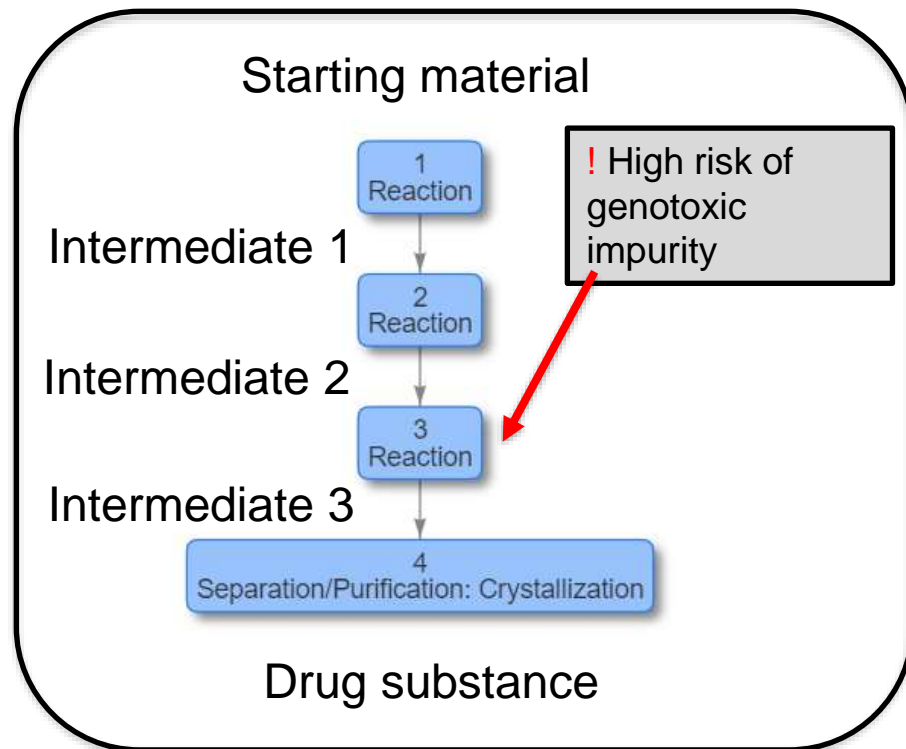 Starting material
1
Reaction
! High risk of
genotoxic
impurity
Intermediate 1
2
Reaction
Intermediate 2
3
Reaction
Intermediate 3
4
Separation/Purification: Crystallization
Drug substance